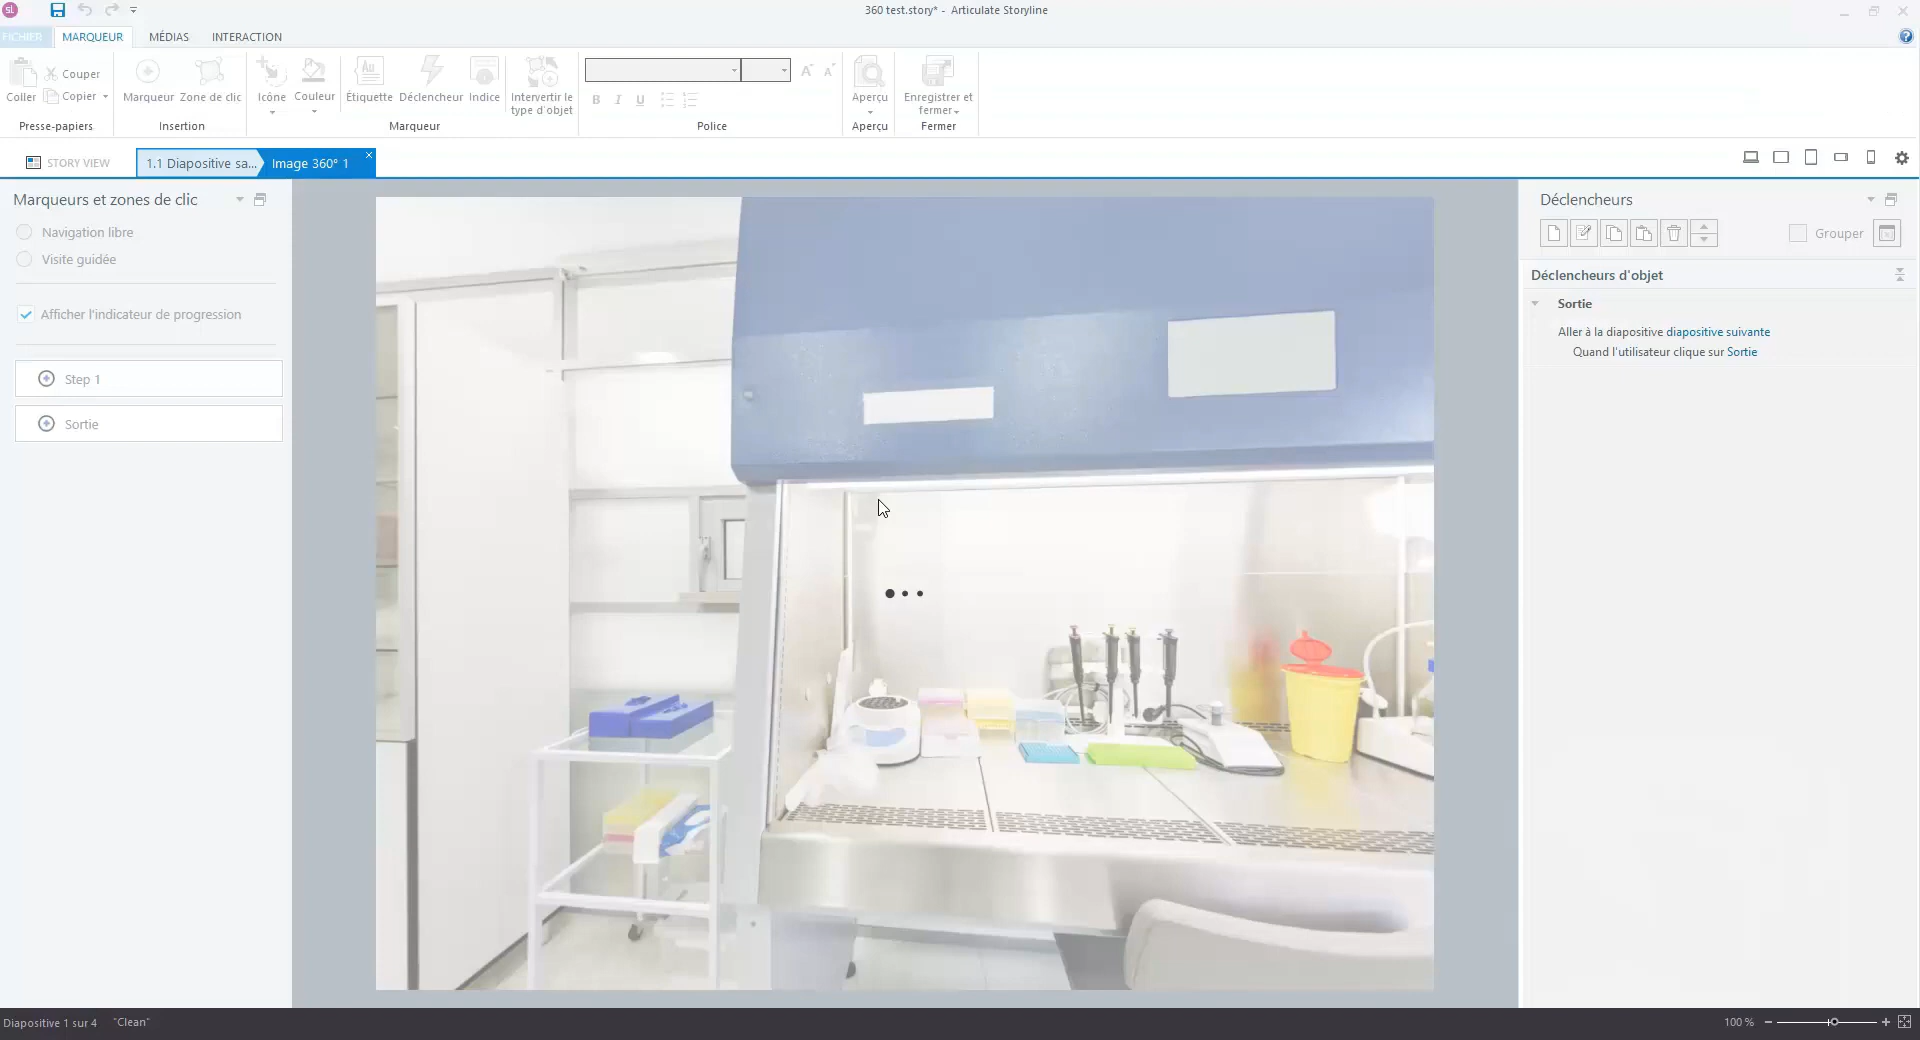 360 test.story* - Articulate Storyline
FICHIER
MARQUEUR
MÉDIAS
INTERACTION
Coller
Couper
Copier
Presse-papiers
Marqueur
Zone de clic
Insertion
Icône
Couleur
Étiquette
Déclencheur
Indice
Intervertir le
type d'objet
Marqueur
B I U
Police
Aperçu
Aperçu
Enregistrer et
fermer
Fermer
STORY VIEW
1.1 Diapositive sa...
Image 360° 1
Marqueurs et zones de clic
Navigation libre
Visite guidée
Afficher l'indicateur de progression
Step 1
Sortie
Déclencheurs
Grouper
Déclencheurs d'objet
Sortie
Aller à la diapositive diapositive suivante
Quand l'utilisateur clique sur Sortie
Diapositive 1 sur 4
"Clean"
100 %